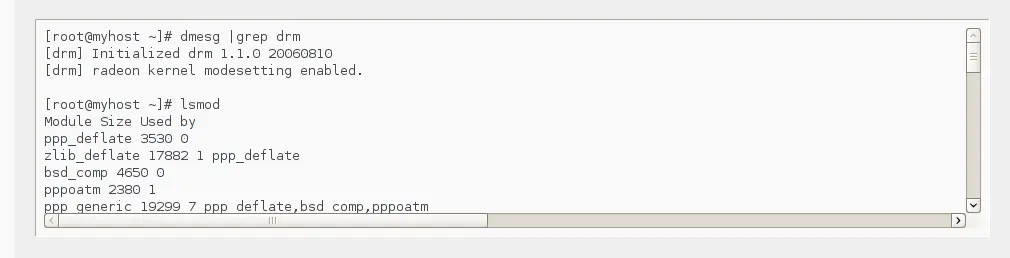 [root@myhost ~]# dmesg |grep drm
[drm] Initialized drm 1.1.0 20060810
[drm] radeon kernel modesetting enabled.
[root@myhost ~]# lsmod
Module Size Used by
ppp_deflate 3530 0
zlib_deflate 17882 1 ppp_deflate
bsd_comp 4650 0
pppoatm 2380 1
ppp_generic 19299 7 ppp_deflate,bsd_comp,pppoatm